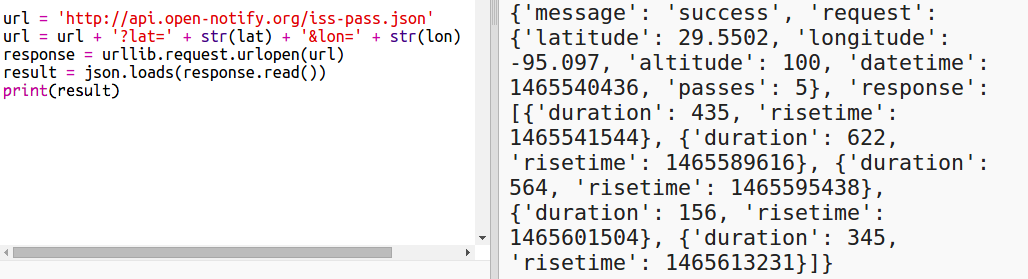 url = 'http://api.open-notify.org/iss-pass.json'
url = url + '?lat=' + str(lat) + '&lon=' + str(lon)
response = urllib.request.urlopen(url)
result = json.loads(response.read())
print(result)
{'message': 'success', 'request':
{'latitude': 29.5502, 'longitude':
-95.097, 'altitude': 100, 'datetime':
1465540436, 'passes': 5}, 'response':
[{'duration': 435, 'risetime':
1465541544}, {'duration': 622,
'risetime': 1465589616}, {'duration':
564, 'risetime': 1465595438},
{'duration': 156, 'risetime':
1465601504}, {'duration': 345,
'risetime': 1465613231}]}